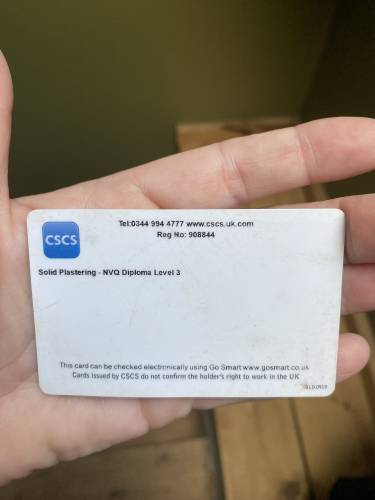 Tel:0344 994 4777 www.cscs.uk.com
Reg No: 908844
CSCS
Solid Plastering - NVQ Diploma Level 3
This card can be checked electronically using Go Smart www.gosmart.co.uk
Cards issued by CSCS do not confirm the holder's right to work in the UK